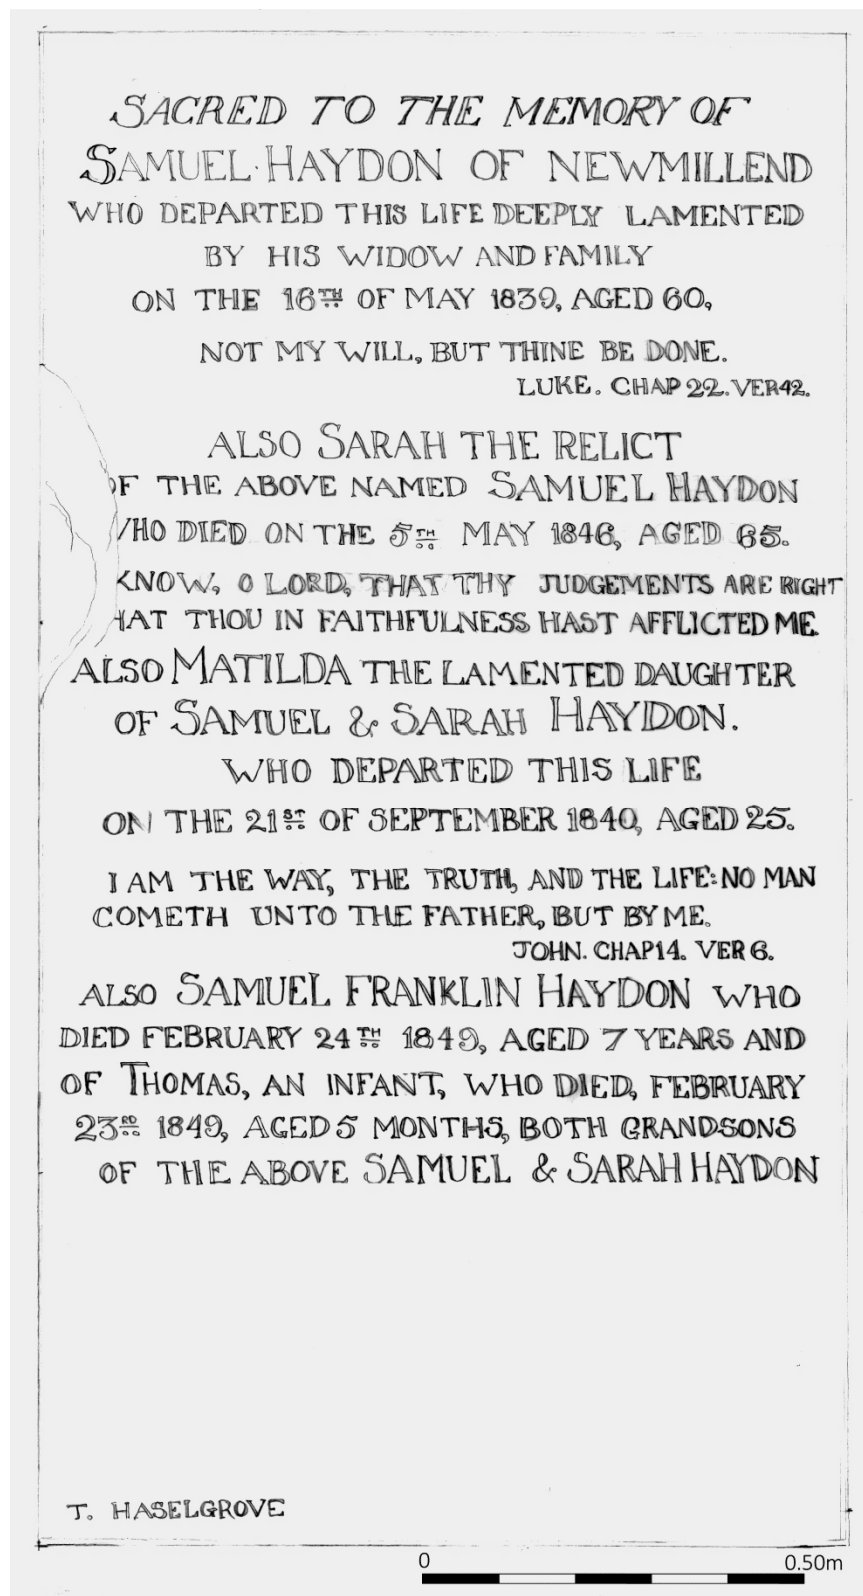 SACRED TO THE MEMORY OF
SAMUEL·HAYDON OF NEWMILLEND
WHO DEPARTED THIS LIFE DEEPLY LAMENTED
BY HIS WIDOW AND FAMILY
ON THE 16TH OF MAY 1839, AGED 60,
NOT MY WILL, BUT THINE BE DONE.
LUKE. CHAP 22. VER42.
ALSO SARAH THE RELICT
OF THE ABOVE NAMED SAMUEL HAYDON
WHO DIED ON THE 5TH MAY 1846, AGED 65.
KNOW, O LORD, THAT THY JUDGEMENTS ARE RIGHT
HAT THOU IN FAITHFULNESS HAST AFFLICTED ME.
ALSO MATILDA THE LAMENTED DAUGHTER
OF SAMUEL & SARAH HAYDON.
WHO DEPARTED THIS LIFE
ON THE 21ST OF SEPTEMBER 1840, AGED 25.
I AM THE WAY, THE TRUTH, AND THE LIFE: NO MAN
COMETH UNTO THE FATHER, BUT BY ME.
JOHN. CHAP14. VER 6.
ALSO SAMUEL FRANKLIN HAYDON WHO
DIED FEBRUARY 24TH 1849, AGED 7 YEARS AND
OF THOMAS, AN INFANT, WHO DIED, FEBRUARY
23RD 1849, AGED 5 MONTHS, BOTH GRANDSONS
OF THE ABOVE SAMUEL & SARAH HAYDON
T. HASELGROVE
0 0.50m